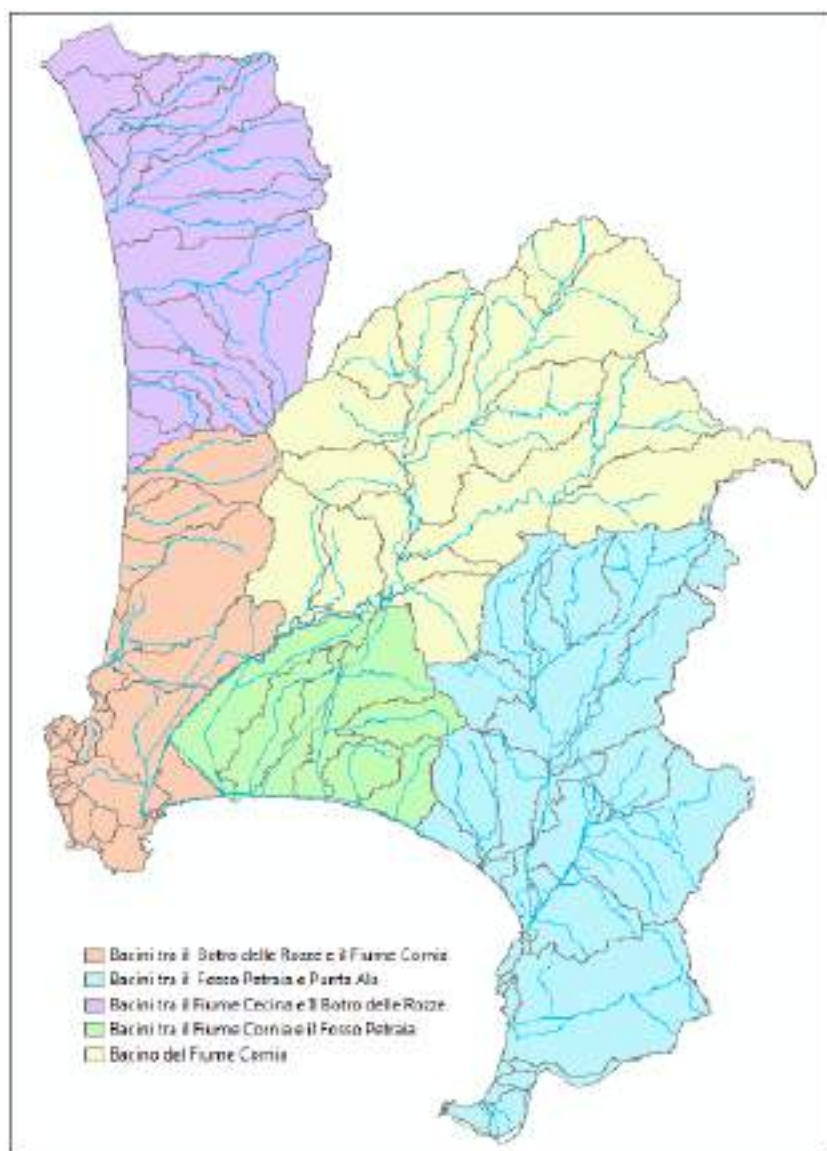 Bacini tra il Botro delle Rozze e il Fiume Cornia
Bacini tra il Fosso Petraia e Punta Ala
Bacini tra il Fiume Cecina e il Botro delle Rozze
Bacini tra il Fiume Cornia e il Fosso Petraia
Bacino del Fiume Cornia